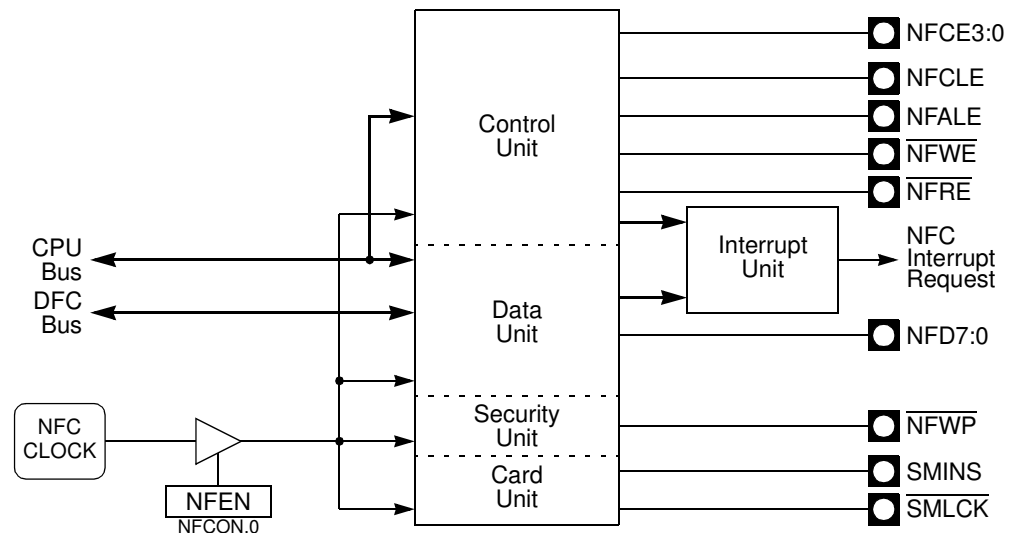 NFCE3:0
NFCLE
NFALE
NFWE
NFRE
Control
Unit
CPU
Bus
DFC
Bus
Interrupt
Unit
NFC
Interrupt
Request
Data
Unit
NFD7:0
NFC
CLOCK
NFEN
NFCON.0
Security
Unit
NFWP
Card
Unit
SMINS
SMLCK